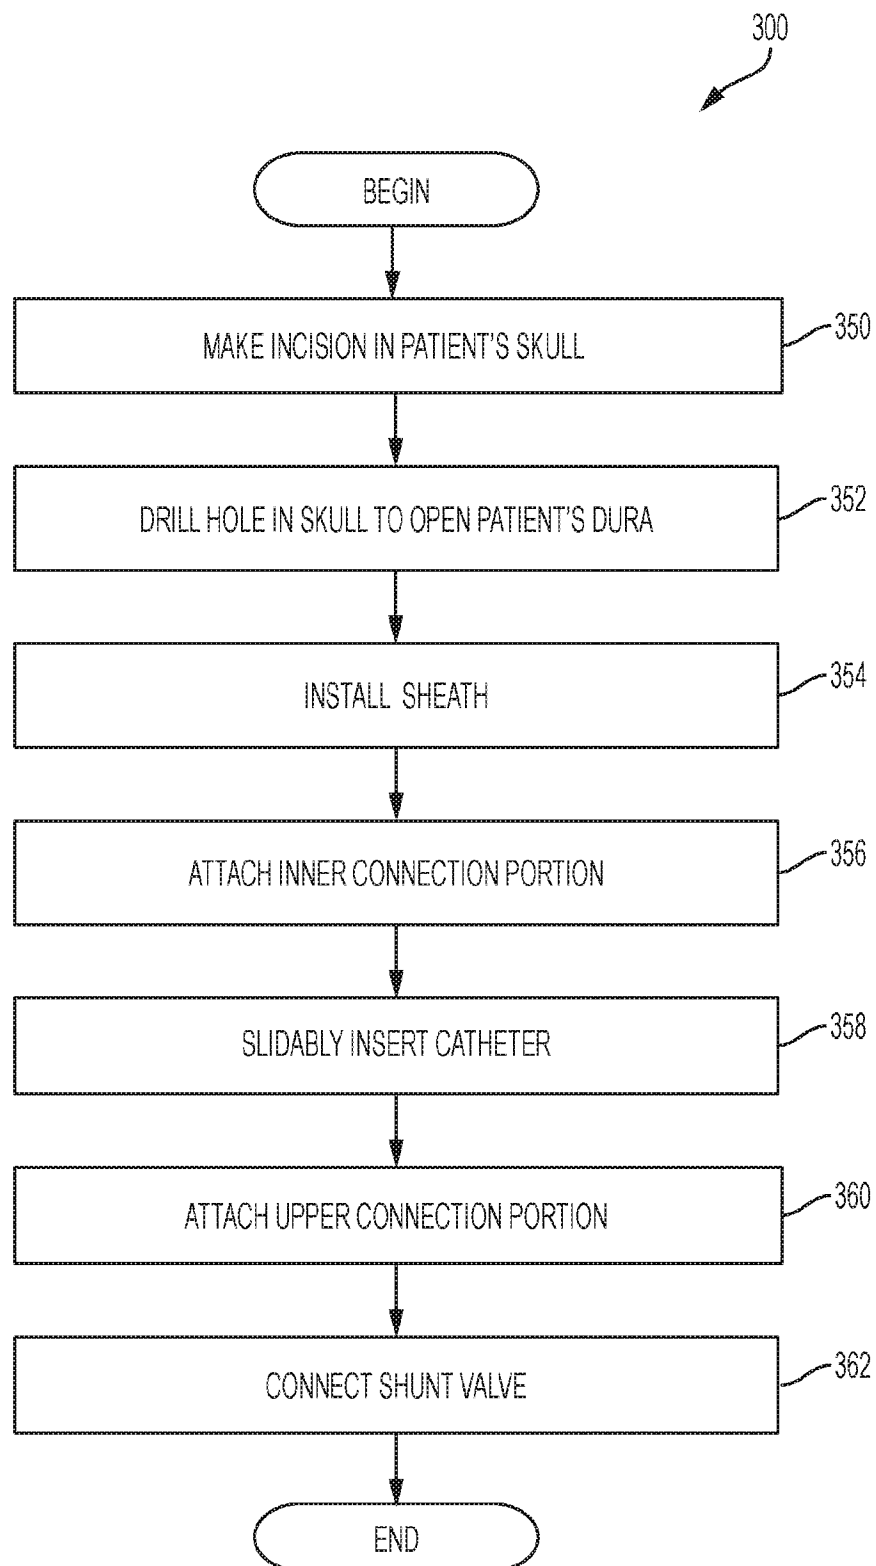 300
BEGIN
MAKE INCISION IN PATIENT'S SKULL
350
DRILL HOLE IN SKULL TO OPEN PATIENT'S DURA
352
INSTALL SHEATH
354
ATTACH INNER CONNECTION PORTION
356
SLIDABLY INSERT CATHETER
358
ATTACH UPPER CONNECTION PORTION
360
CONNECT SHUNT VALVE
362
END